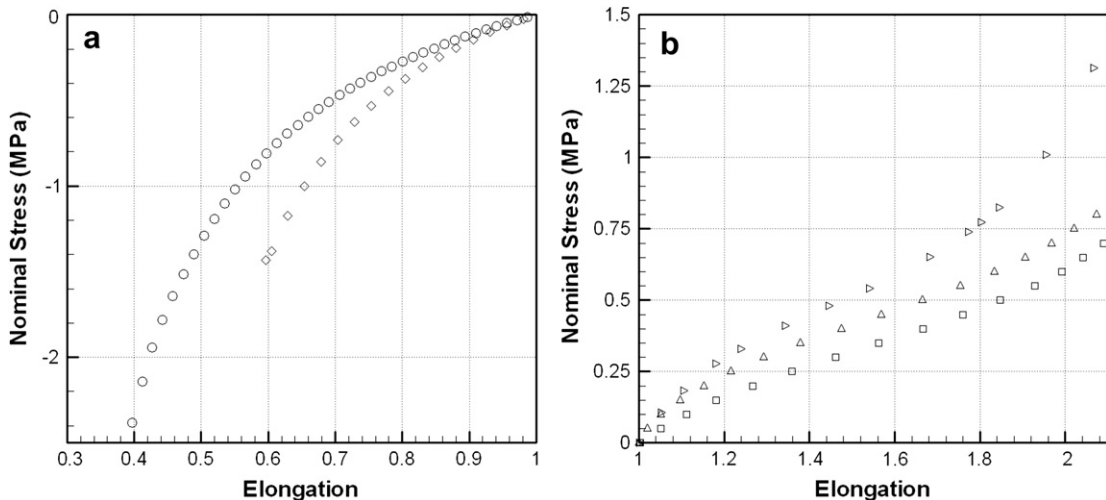 a
0
-1
-2
Nominal Stress (MPa)
0.3 0.4 0.5 0.6 0.7 0.8 0.9 1
Elongation
b
1.5
1.25
1
0.75
0.5
0.25
0
Nominal Stress (MPa)
1 1.2 1.4 1.6 1.8 2
Elongation